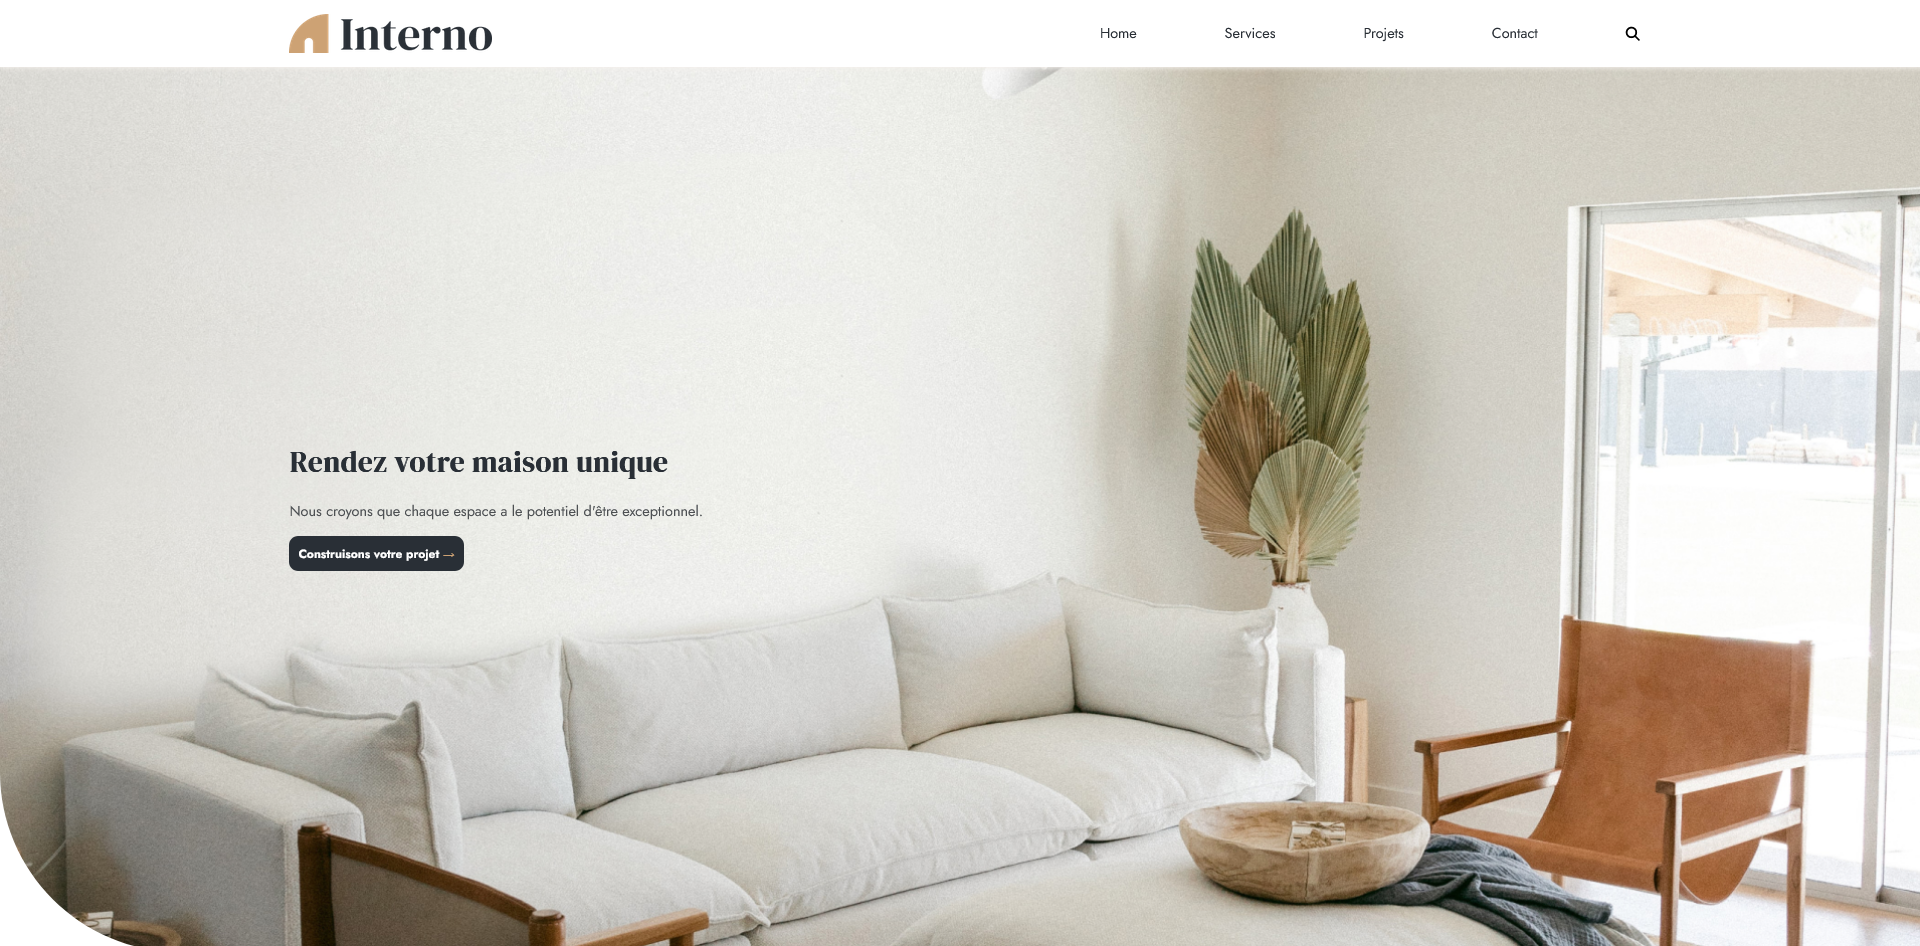 Interno
Home Services Projets Contact
Rendez votre maison unique
Nous croyons que chaque espace a le potentiel d'être exceptionnel.
Construisons votre projet →